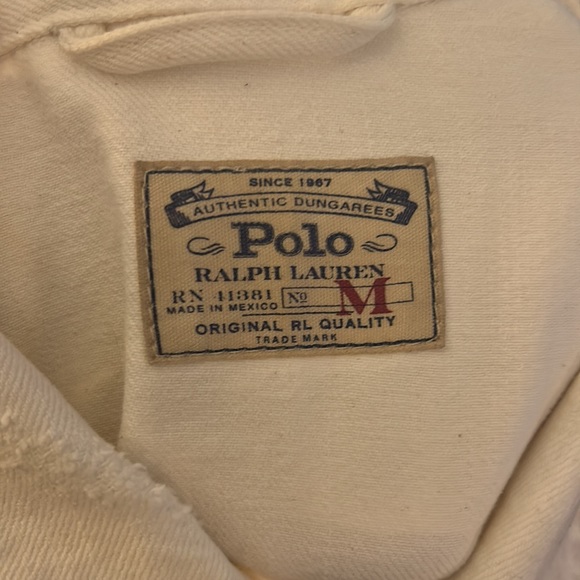 SINCE 1967
AUTHENTIC DUNGAREES
Polo
RALPH LAUREN
RN 41381 No M
MADE IN MEXICO
ORIGINAL RL QUALITY
TRADE MARK